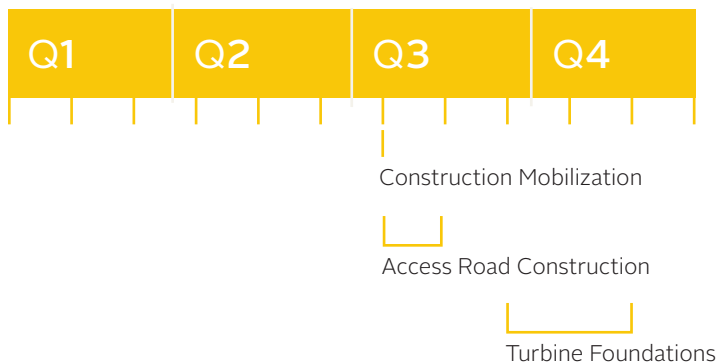 Q1 Q2 Q3 Q4
Construction Mobilization
Access Road Construction
Turbine Foundations